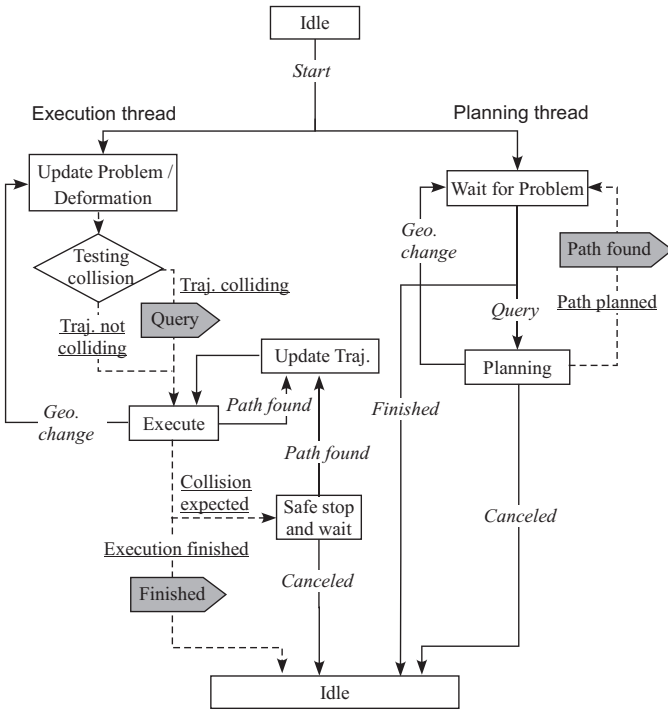 Idle
Start
Execution thread
Planning thread
Update Problem /
Deformation
Wait for Problem
Geo.
change
Path found
Testing
collision
Traj. colliding
Path planned
Query
Query
Traj. not
colliding
Update Traj.
Planning
Path found
Finished
Geo.
change
Execute
Path found
Collision
expected
Safe stop
and wait
Canceled
Execution finished
Canceled
Finished
Idle